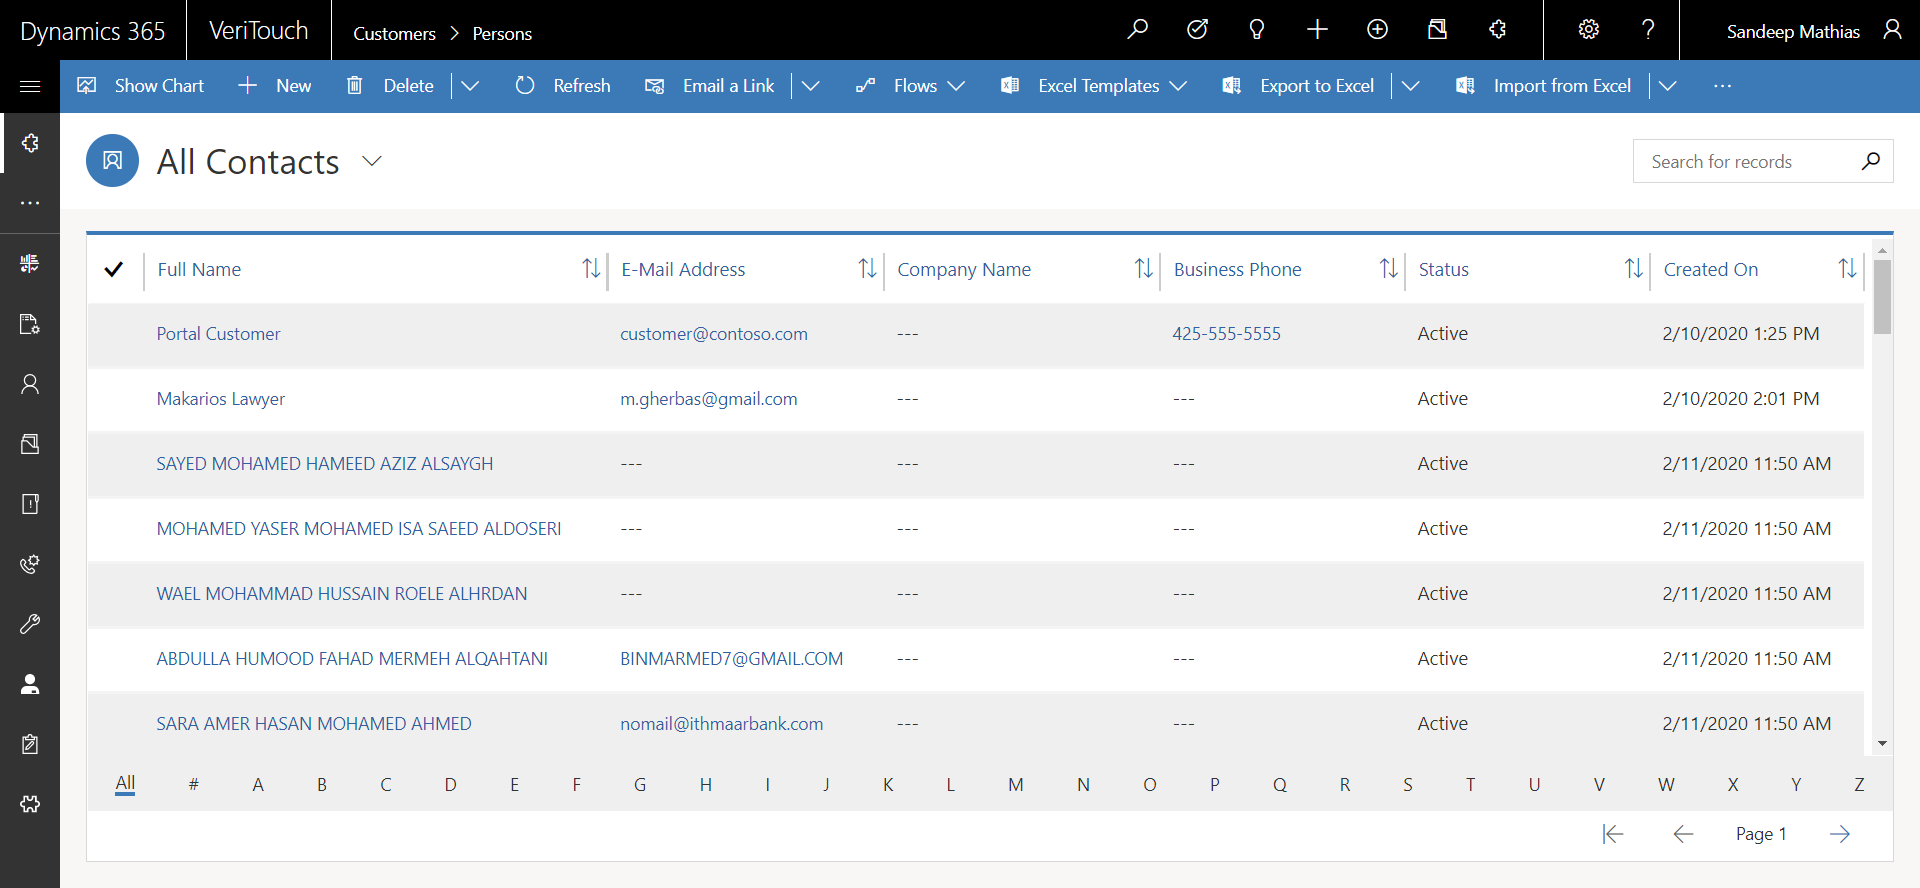 Dynamics 365 VeriTouch Customers > Persons Sandeep Mathias
Show Chart New Delete Refresh Email a Link Flows Excel Templates Export to Excel Import from Excel ...
All Contacts Search for records
Full Name E-Mail Address Company Name Business Phone Status Created On
Portal Customer customer@contoso.com --- 425-555-5555 Active 2/10/2020 1:25 PM
Makarios Lawyer m.gherbas@gmail.com --- --- Active 2/10/2020 2:01 PM
SAYED MOHAMED HAMEED AZIZ ALSAYGH --- --- --- Active 2/11/2020 11:50 AM
MOHAMED YASER MOHAMED ISA SAEED ALDOSERI --- --- --- Active 2/11/2020 11:50 AM
WAEL MOHAMMAD HUSSAIN ROELE ALHRDAN --- --- --- Active 2/11/2020 11:50 AM
ABDULLA HUMOOD FAHAD MERMEH ALQAHTANI BINMARMED7@GMAIL.COM --- --- Active 2/11/2020 11:50 AM
SARA AMER HASAN MOHAMED AHMED nomail@ithmaarbank.com --- --- Active 2/11/2020 11:50 AM
All # A B C D E F G H I J K L M N O P Q R S T U V W X Y Z
Page 1